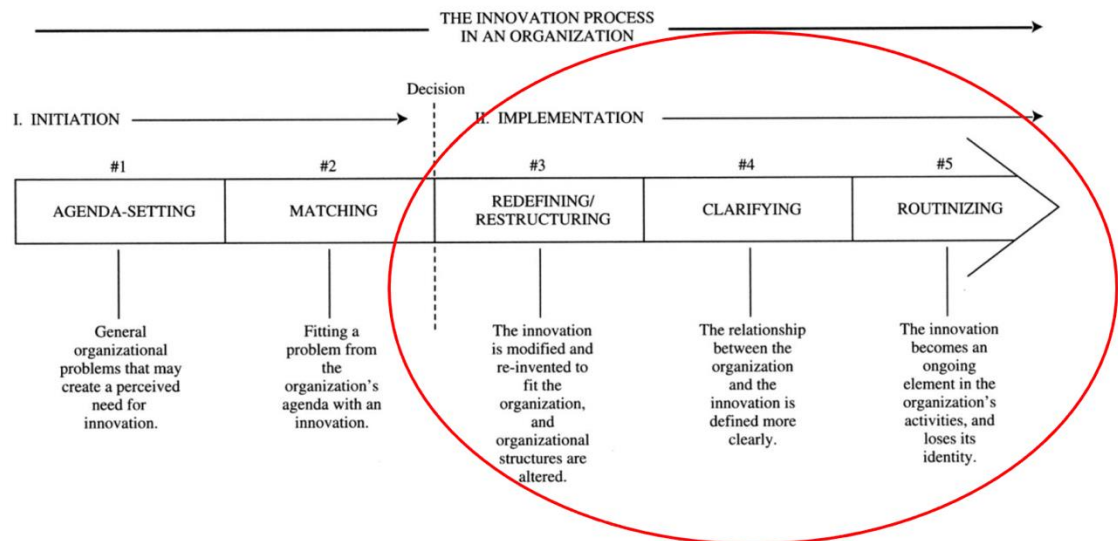 THE INNOVATION PROCESS
IN AN ORGANIZATION
Decision
I. INITIATION
II. IMPLEMENTATION
#1
#2
#3
#4
#5
AGENDA-SETTING
MATCHING
REDEFINING/
RESTRUCTURING
CLARIFYING
ROUTINIZING
General
organizational
problems that may
create a perceived
need for
innovation.
Fitting a
problem from
the
organization's
agenda with an
innovation.
The innovation
is modified and
re-invented to
fit the
organization,
and
organizational
structures are
altered.
The relationship
between the
organization
and the
innovation is
defined more
clearly.
The innovation
becomes an
ongoing
element in the
organization's
activities, and
loses its
identity.